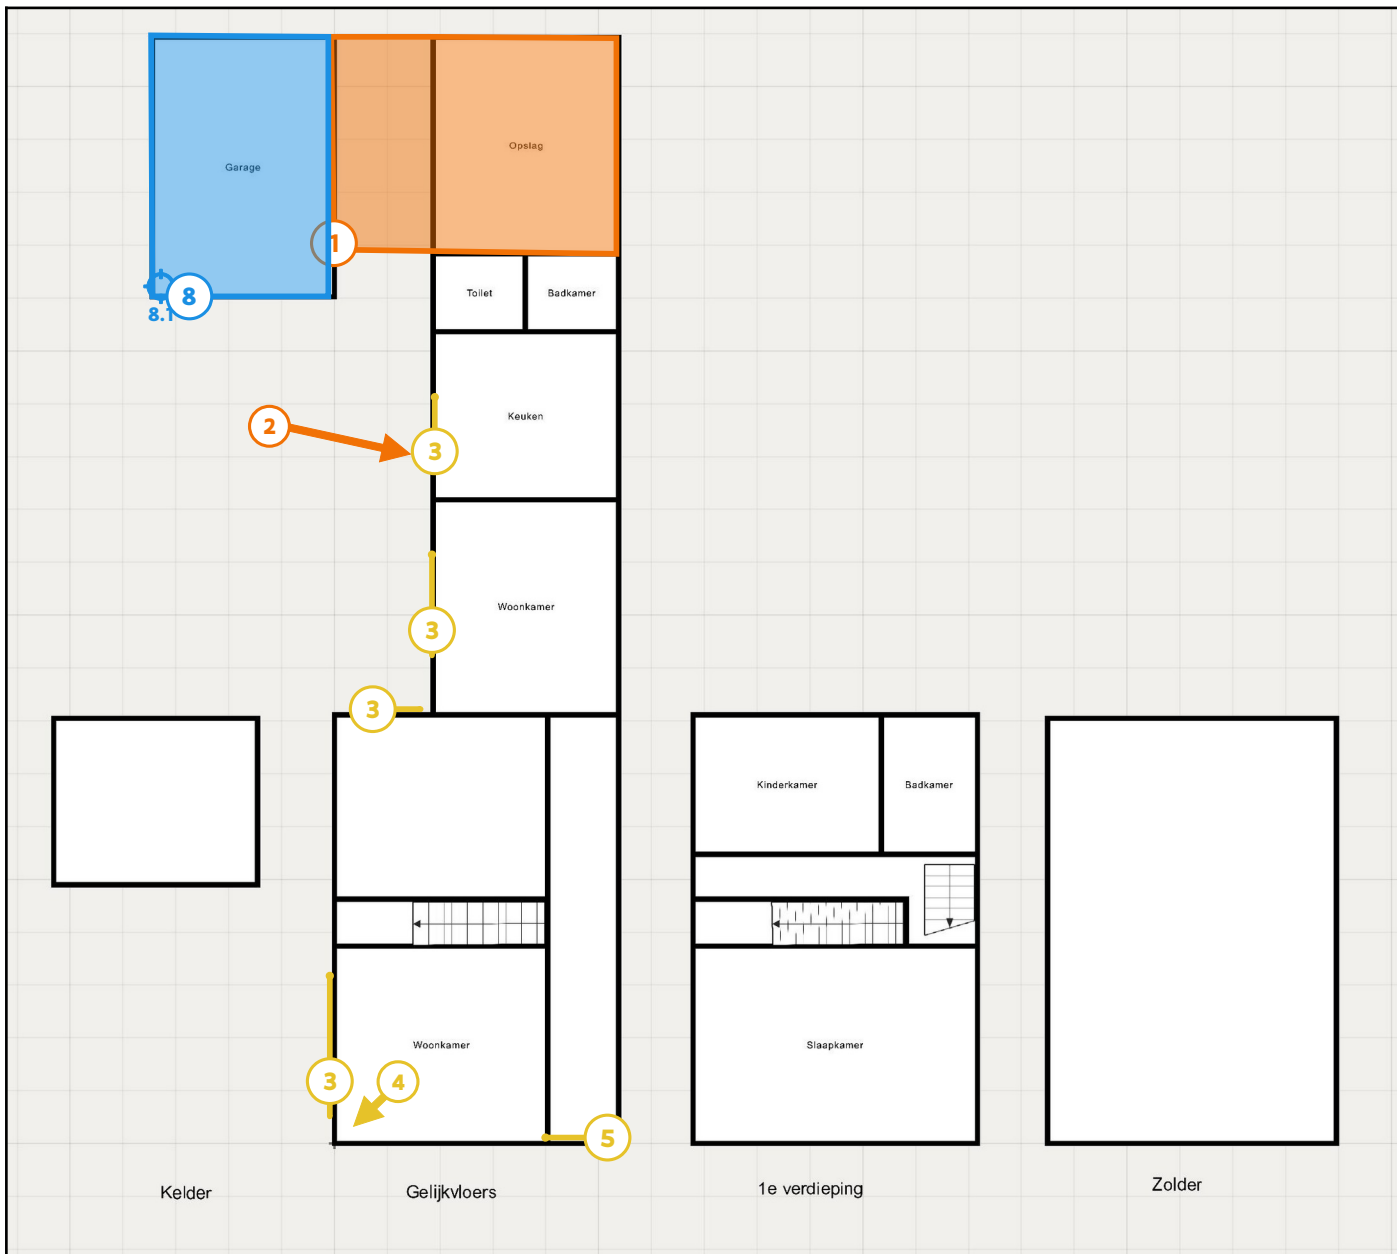 Garage
Opslag
1
8
8.1
Toilet
Badkamer
2
Keuken
3
Woonkamer
3
3
Kinderkamer
Badkamer
Woonkamer
Slaapkamer
3
4
5
Kelder
Gelijkvloers
1e verdieping
Zolder